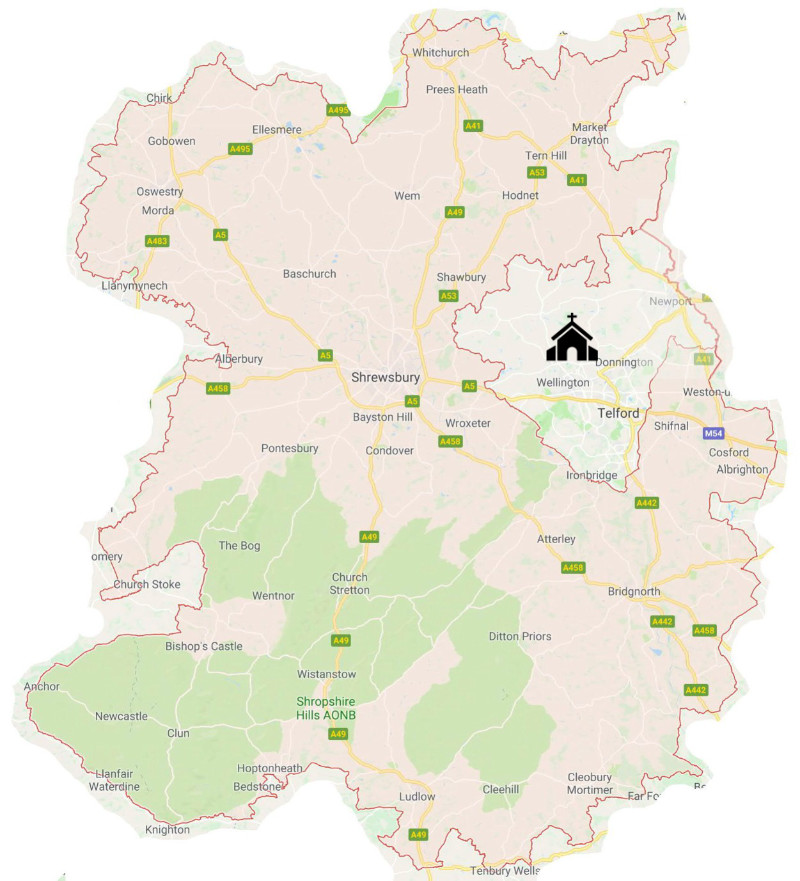 M
Whitchurch
Prees Heath
Chirk
A495
Ellesmere
A41
Market
Drayton
Gobowen
A495
Tern Hill
A53
A41
Oswestry
Wem
Hodnet
Morda
A49
A5
A483
Baschurch
Shawbury
Llanymynech
A53
Newport
Alberbury
A5
Donnington
A41
Shrewsbury
Wellington
A458
A5
Weston-u
A5
Bayston Hill
Wroxeter
Telford
Shifnal
M54
Pontesbury
Condover
A458
Cosford
Albrighton
Ironbridge
A442
The Bog
A49
Atterley
omery
Church Stoke
Church
Stretton
A458
Wentnor
Bridgnorth
A442
A458
Bishop's Castle
A49
Ditton Priors
Anchor
Wistanstow
A442
Newcastle
Shropshire
Hills AONB
Clun
A49
Llanfair
Waterdine
Hoptonheath
Bedstone
Ludlow
Cleehill
Cleobury
Mortimer
Far Fo
Knighton
A49
Tenbury Wells